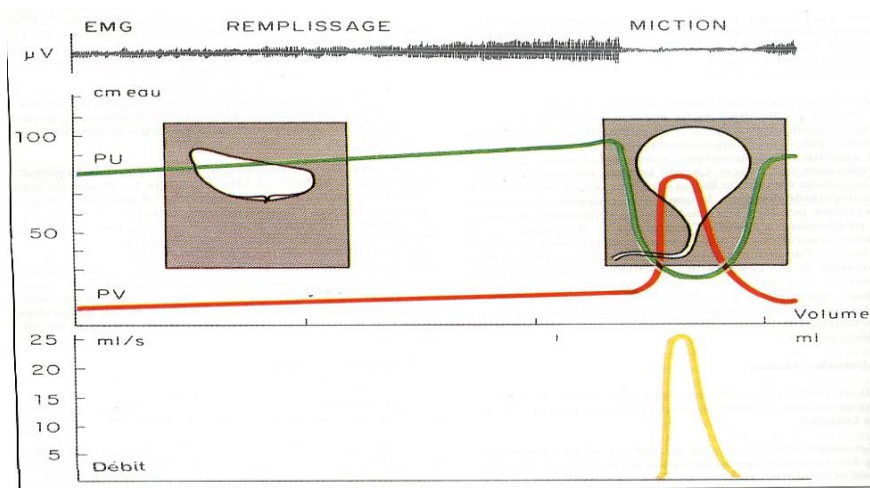 EMG REMPLISSAGE MICTION
µV
cm eau
100
PU
50
PV
Volume
ml/s ml
25
20
15
10
5
Débit